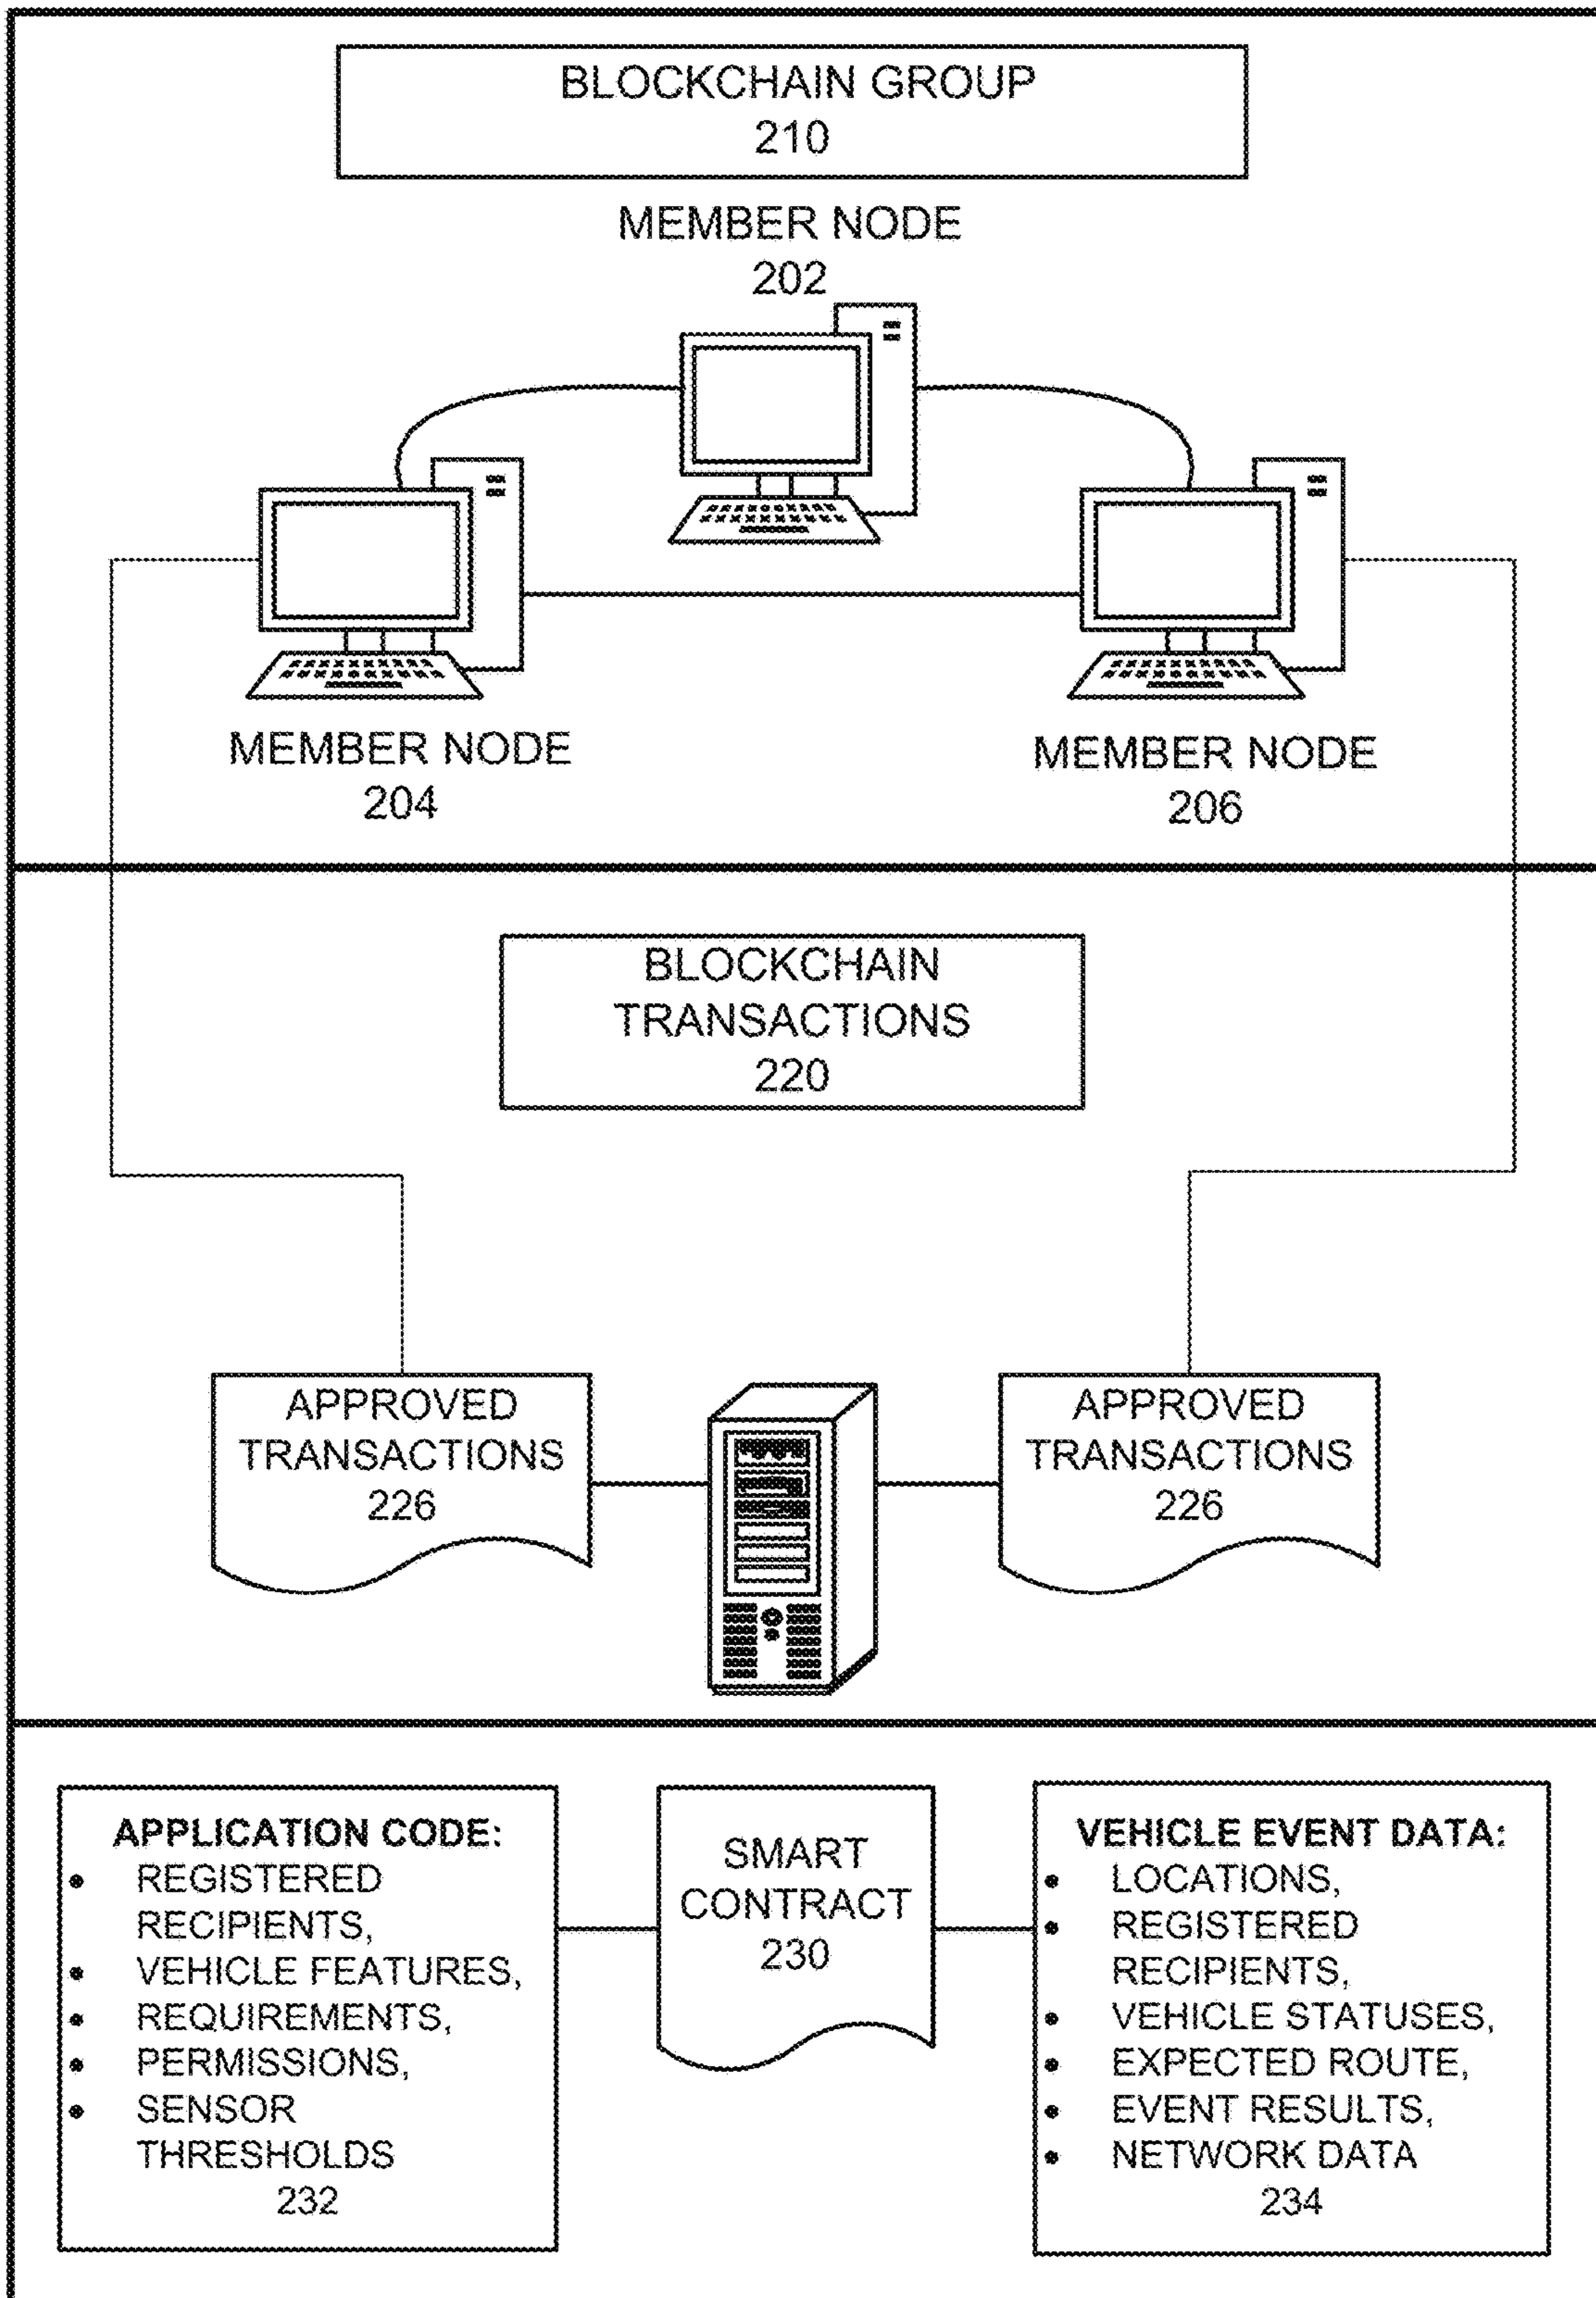 BLOCKCHAIN GROUP
210
MEMBER NODE
202
MEMBER NODE
204
MEMBER NODE
206
BLOCKCHAIN
TRANSACTIONS
220
APPROVED
TRANSACTIONS
226
APPROVED
TRANSACTIONS
226
APPLICATION CODE:
• REGISTERED
RECIPIENTS,
• VEHICLE FEATURES,
• REQUIREMENTS,
• PERMISSIONS,
• SENSOR
THRESHOLDS
232
SMART
CONTRACT
230
VEHICLE EVENT DATA:
• LOCATIONS,
• REGISTERED
RECIPIENTS,
• VEHICLE STATUSES,
• EXPECTED ROUTE,
• EVENT RESULTS,
• NETWORK DATA
234